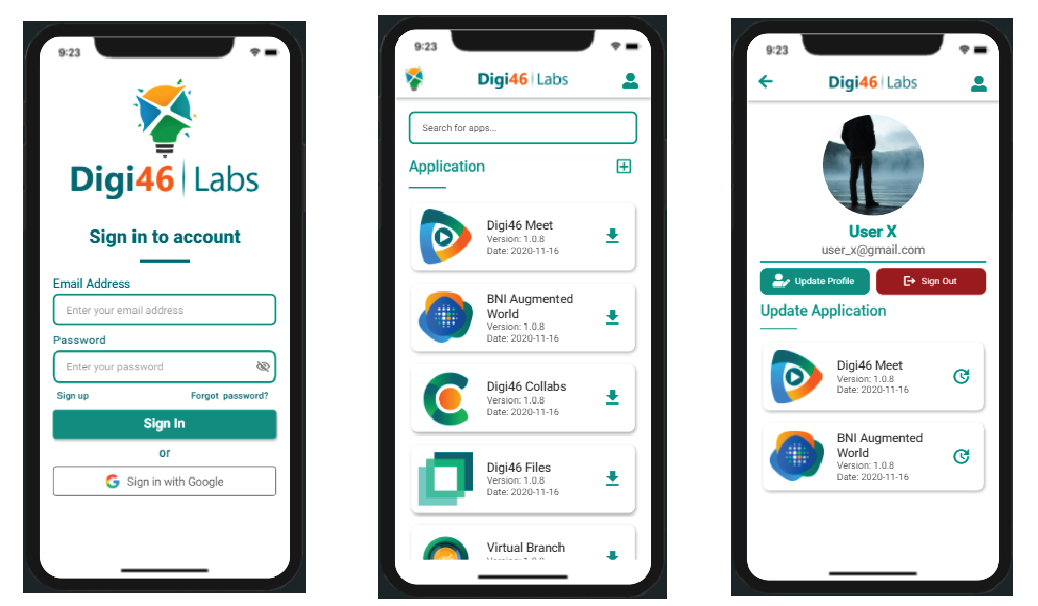 9:23
Digi46 | Labs
Sign in to account
Email Address
Enter your email address
Password
Enter your password
Sign up
Forgot password?
Sign In
or
Sign in with Google
9:23
Digi46 | Labs
Search for apps...
Application
Digi46 Meet
Version: 1.0.8
Date: 2020-11-16
BNI Augmented
World
Version: 1.0.8
Date: 2020-11-16
Digi46 Collabs
Version: 1.0.8
Date: 2020-11-16
Digi46 Files
Version: 1.0.8
Date: 2020-11-16
Virtual Branch
9:23
Digi46 | Labs
User X
user_x@gmail.com
Update Profile
Sign Out
Update Application
Digi46 Meet
Version: 1.0.8
Date: 2020-11-16
BNI Augmented
World
Version: 1.0.8
Date: 2020-11-16